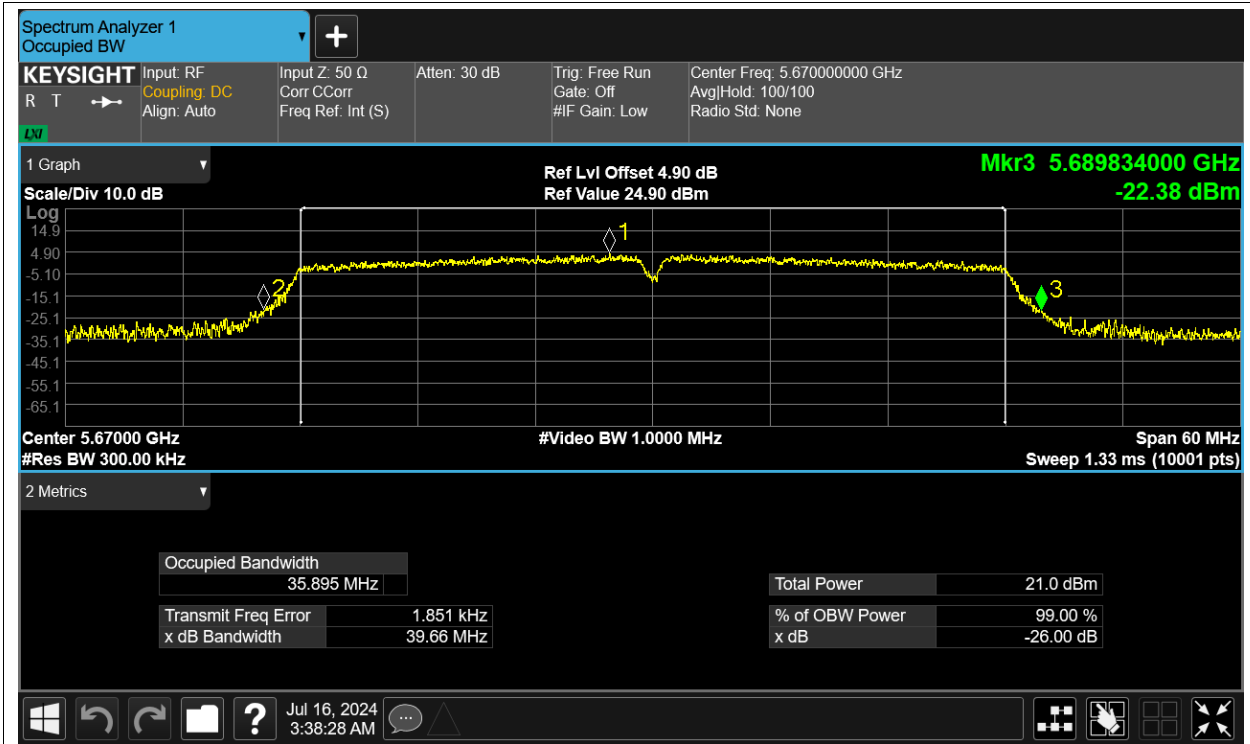 Spectrum Analyzer 1
Occupied BW
KEYSIGHT Input: RF Input Z: 50 Ω Atten: 30 dB Trig: Free Run Center Freq: 5.670000000 GHz
R T Coupling: DC Corr CCorr Gate: Off Avg|Hold: 100/100
Align: Auto Freq Ref: Int (S) #IF Gain: Low Radio Std: None
LXI
1 Graph Ref Lvl Offset 4.90 dB Mkr3 5.689834000 GHz
Scale/Div 10.0 dB Ref Value 24.90 dBm -22.38 dBm
Log
14.9
4.90
-5.10
-15.1
-25.1
-35.1
-45.1
-55.1
-65.1
1
2
3
Center 5.67000 GHz #Video BW 1.0000 MHz Span 60 MHz
#Res BW 300.00 kHz Sweep 1.33 ms (10001 pts)
2 Metrics
Occupied Bandwidth
35.895 MHz Total Power 21.0 dBm
Transmit Freq Error 1.851 kHz % of OBW Power 99.00 %
x dB Bandwidth 39.66 MHz x dB -26.00 dB
? Jul 16, 2024
3:38:28 AM